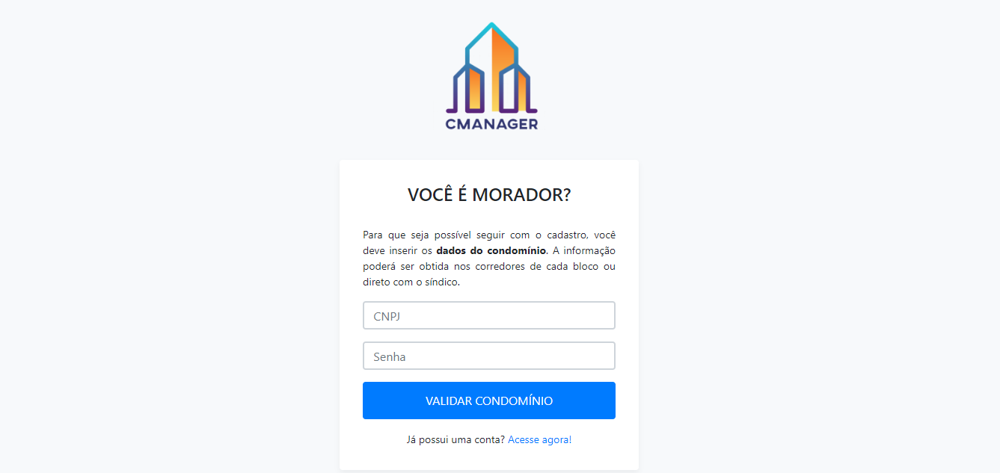 CMANAGER
VOCÊ É MORADOR?
Para que seja possível seguir com o cadastro, você
deve inserir os dados do condomínio. A informação
poderá ser obtida nos corredores de cada bloco ou
direto com o síndico.
CNPJ
Senha
VALIDAR CONDOMÍNIO
Já possui uma conta? Acesse agora!